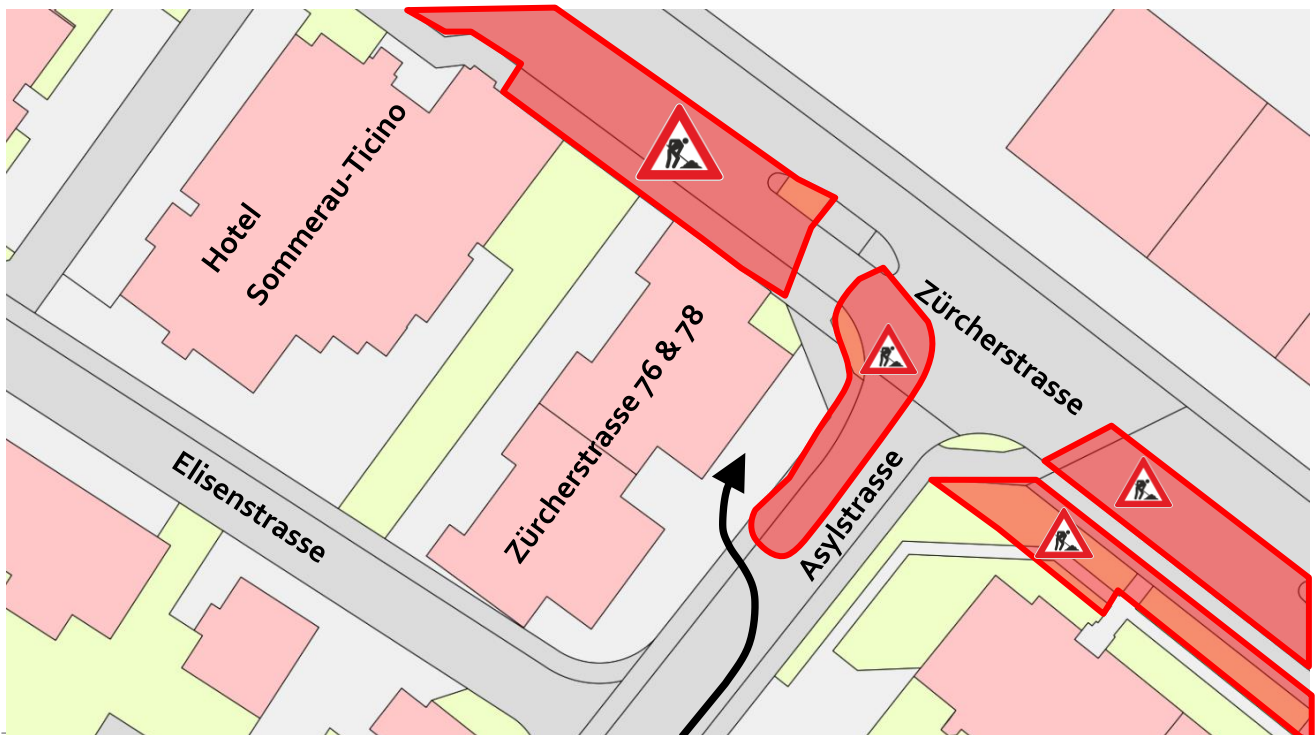 Hotel
Sommerau-Ticino
Zürcherstrasse
Zürcherstrasse 76 & 78
Elisenstrasse
Asylstrasse